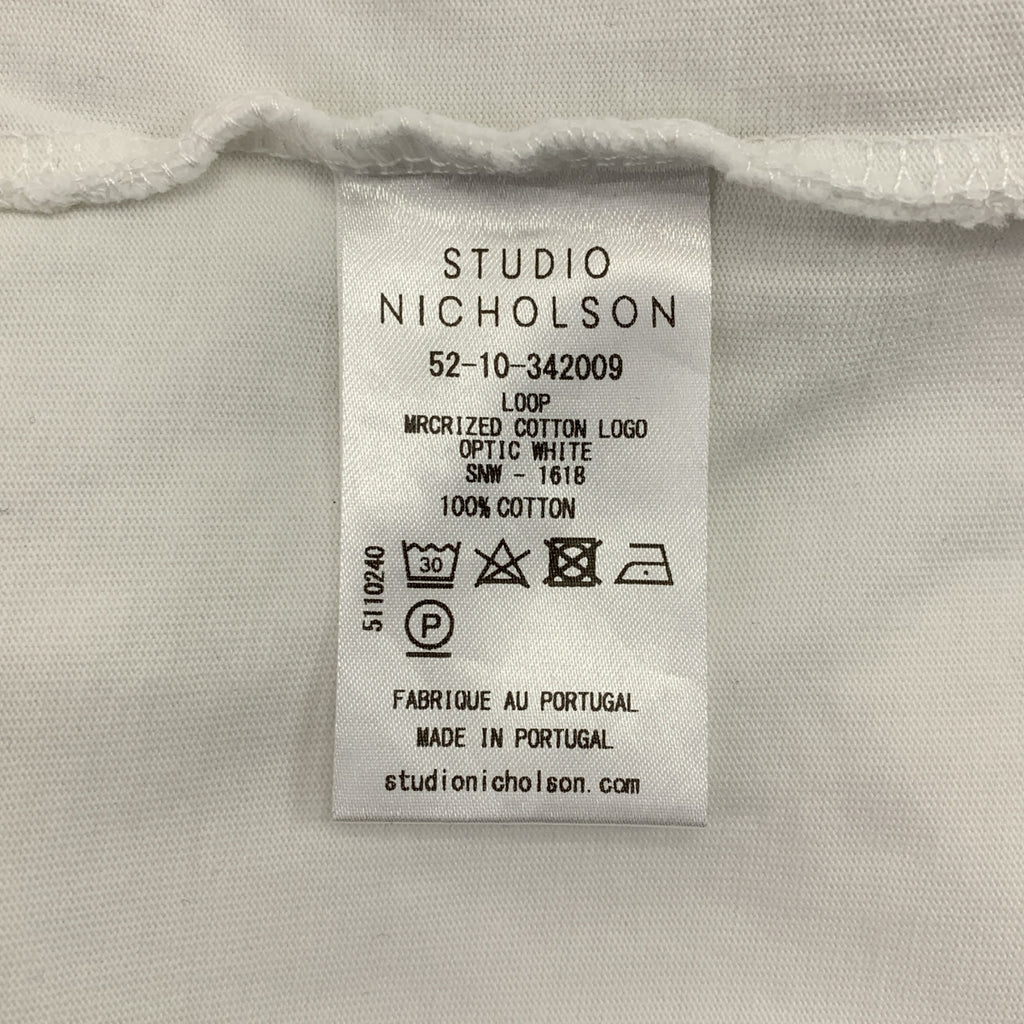 STUDIO
NICHOLSON
52-10-342009
LOOP
MRCRIZED COTTON LOGO
OPTIC WHITE
SNW - 1618
100% COTTON
5110240
30
P
FABRIQUE AU PORTUGAL
MADE IN PORTUGAL
studionicholson.com